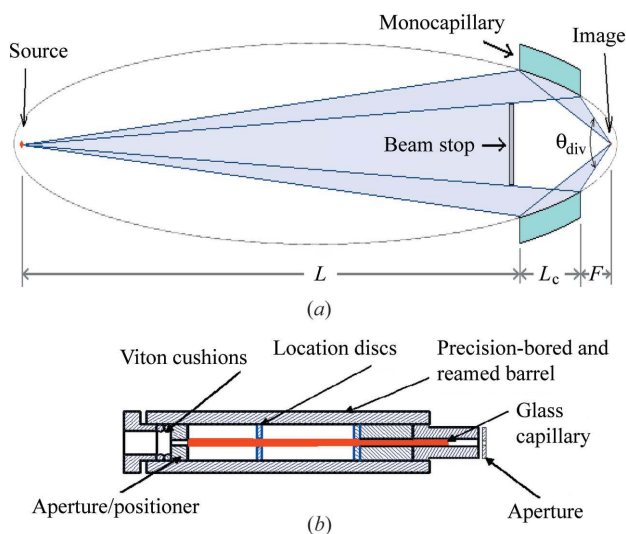 Monocapillary
Image
Source
Beam stop
θdiv
L
Lc
F
(a)
Viton cushions
Location discs
Precision-bored and
reamed barrel
Glass
capillary
Aperture/positioner
Aperture
(b)